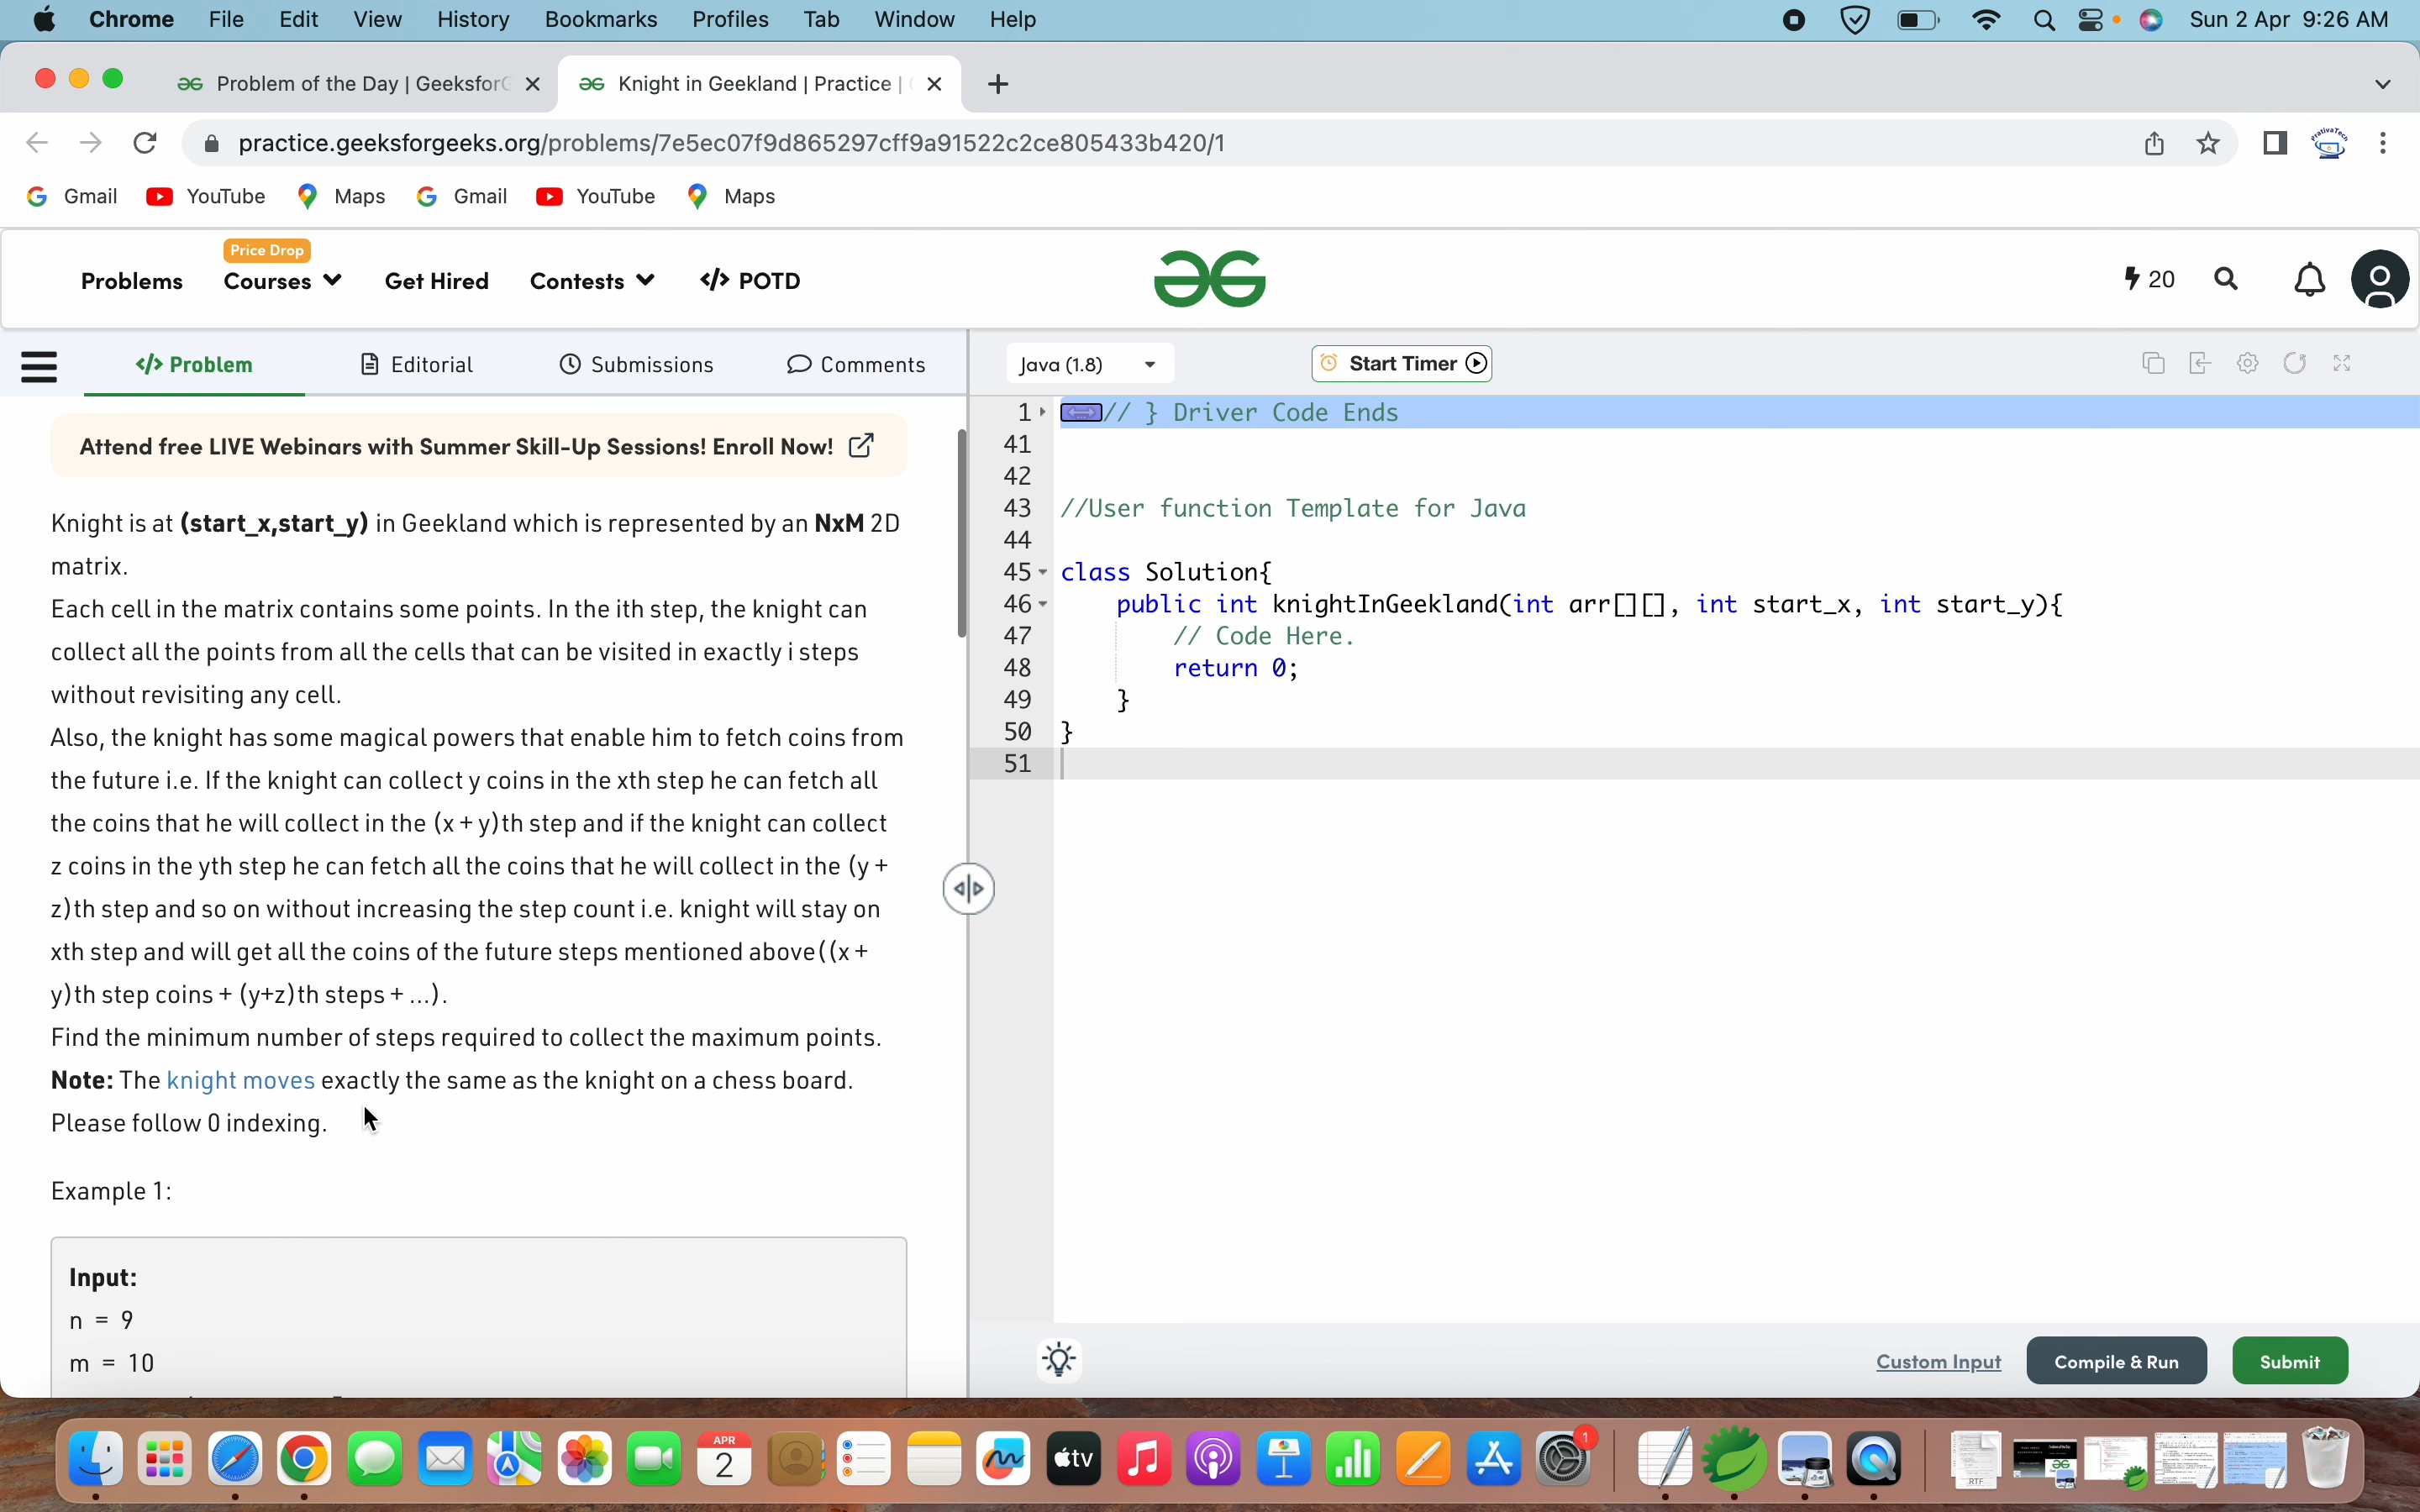 Chrome File Edit View History Bookmarks Profiles Tab Window Help Sun 2 Apr 9:26 AM
Problem of the Day | Geeksfor
Knight in Geekland | Practice |
practice.geeksforgeeks.org/problems/7e5ec07f9d865297cff9a91522c2ce805433b420/1
PrativaTech
Gmail YouTube Maps Gmail YouTube Maps
Price Drop
Problems Courses Get Hired Contests </> POTD 20
</> Problem Editorial Submissions Comments
Attend free LIVE Webinars with Summer Skill-Up Sessions! Enroll Now!
Knight is at (start_x,start_y) in Geekland which is represented by an NxM 2D
matrix.
Each cell in the matrix contains some points. In the ith step, the knight can
collect all the points from all the cells that can be visited in exactly i steps
without revisiting any cell.
Also, the knight has some magical powers that enable him to fetch coins from
the future i.e. If the knight can collect y coins in the xth step he can fetch all
the coins that he will collect in the (x + y)th step and if the knight can collect
z coins in the yth step he can fetch all the coins that he will collect in the (y +
z)th step and so on without increasing the step count i.e. knight will stay on
xth step and will get all the coins of the future steps mentioned above((x +
y)th step coins + (y+z)th steps + ...).
Find the minimum number of steps required to collect the maximum points.
Note: The knight moves exactly the same as the knight on a chess board.
Please follow 0 indexing.
Example 1:
Input:
n = 9
m = 10
Java (1.8) Start Timer
1 // } Driver Code Ends
41
42
43 //User function Template for Java
44
45 class Solution{
46 public int knightInGeekland(int arr[][], int start_x, int start_y){
47 // Code Here.
48 return 0;
49 }
50 }
51
Custom Input Compile & Run Submit
APR
2
tv
1
RTF